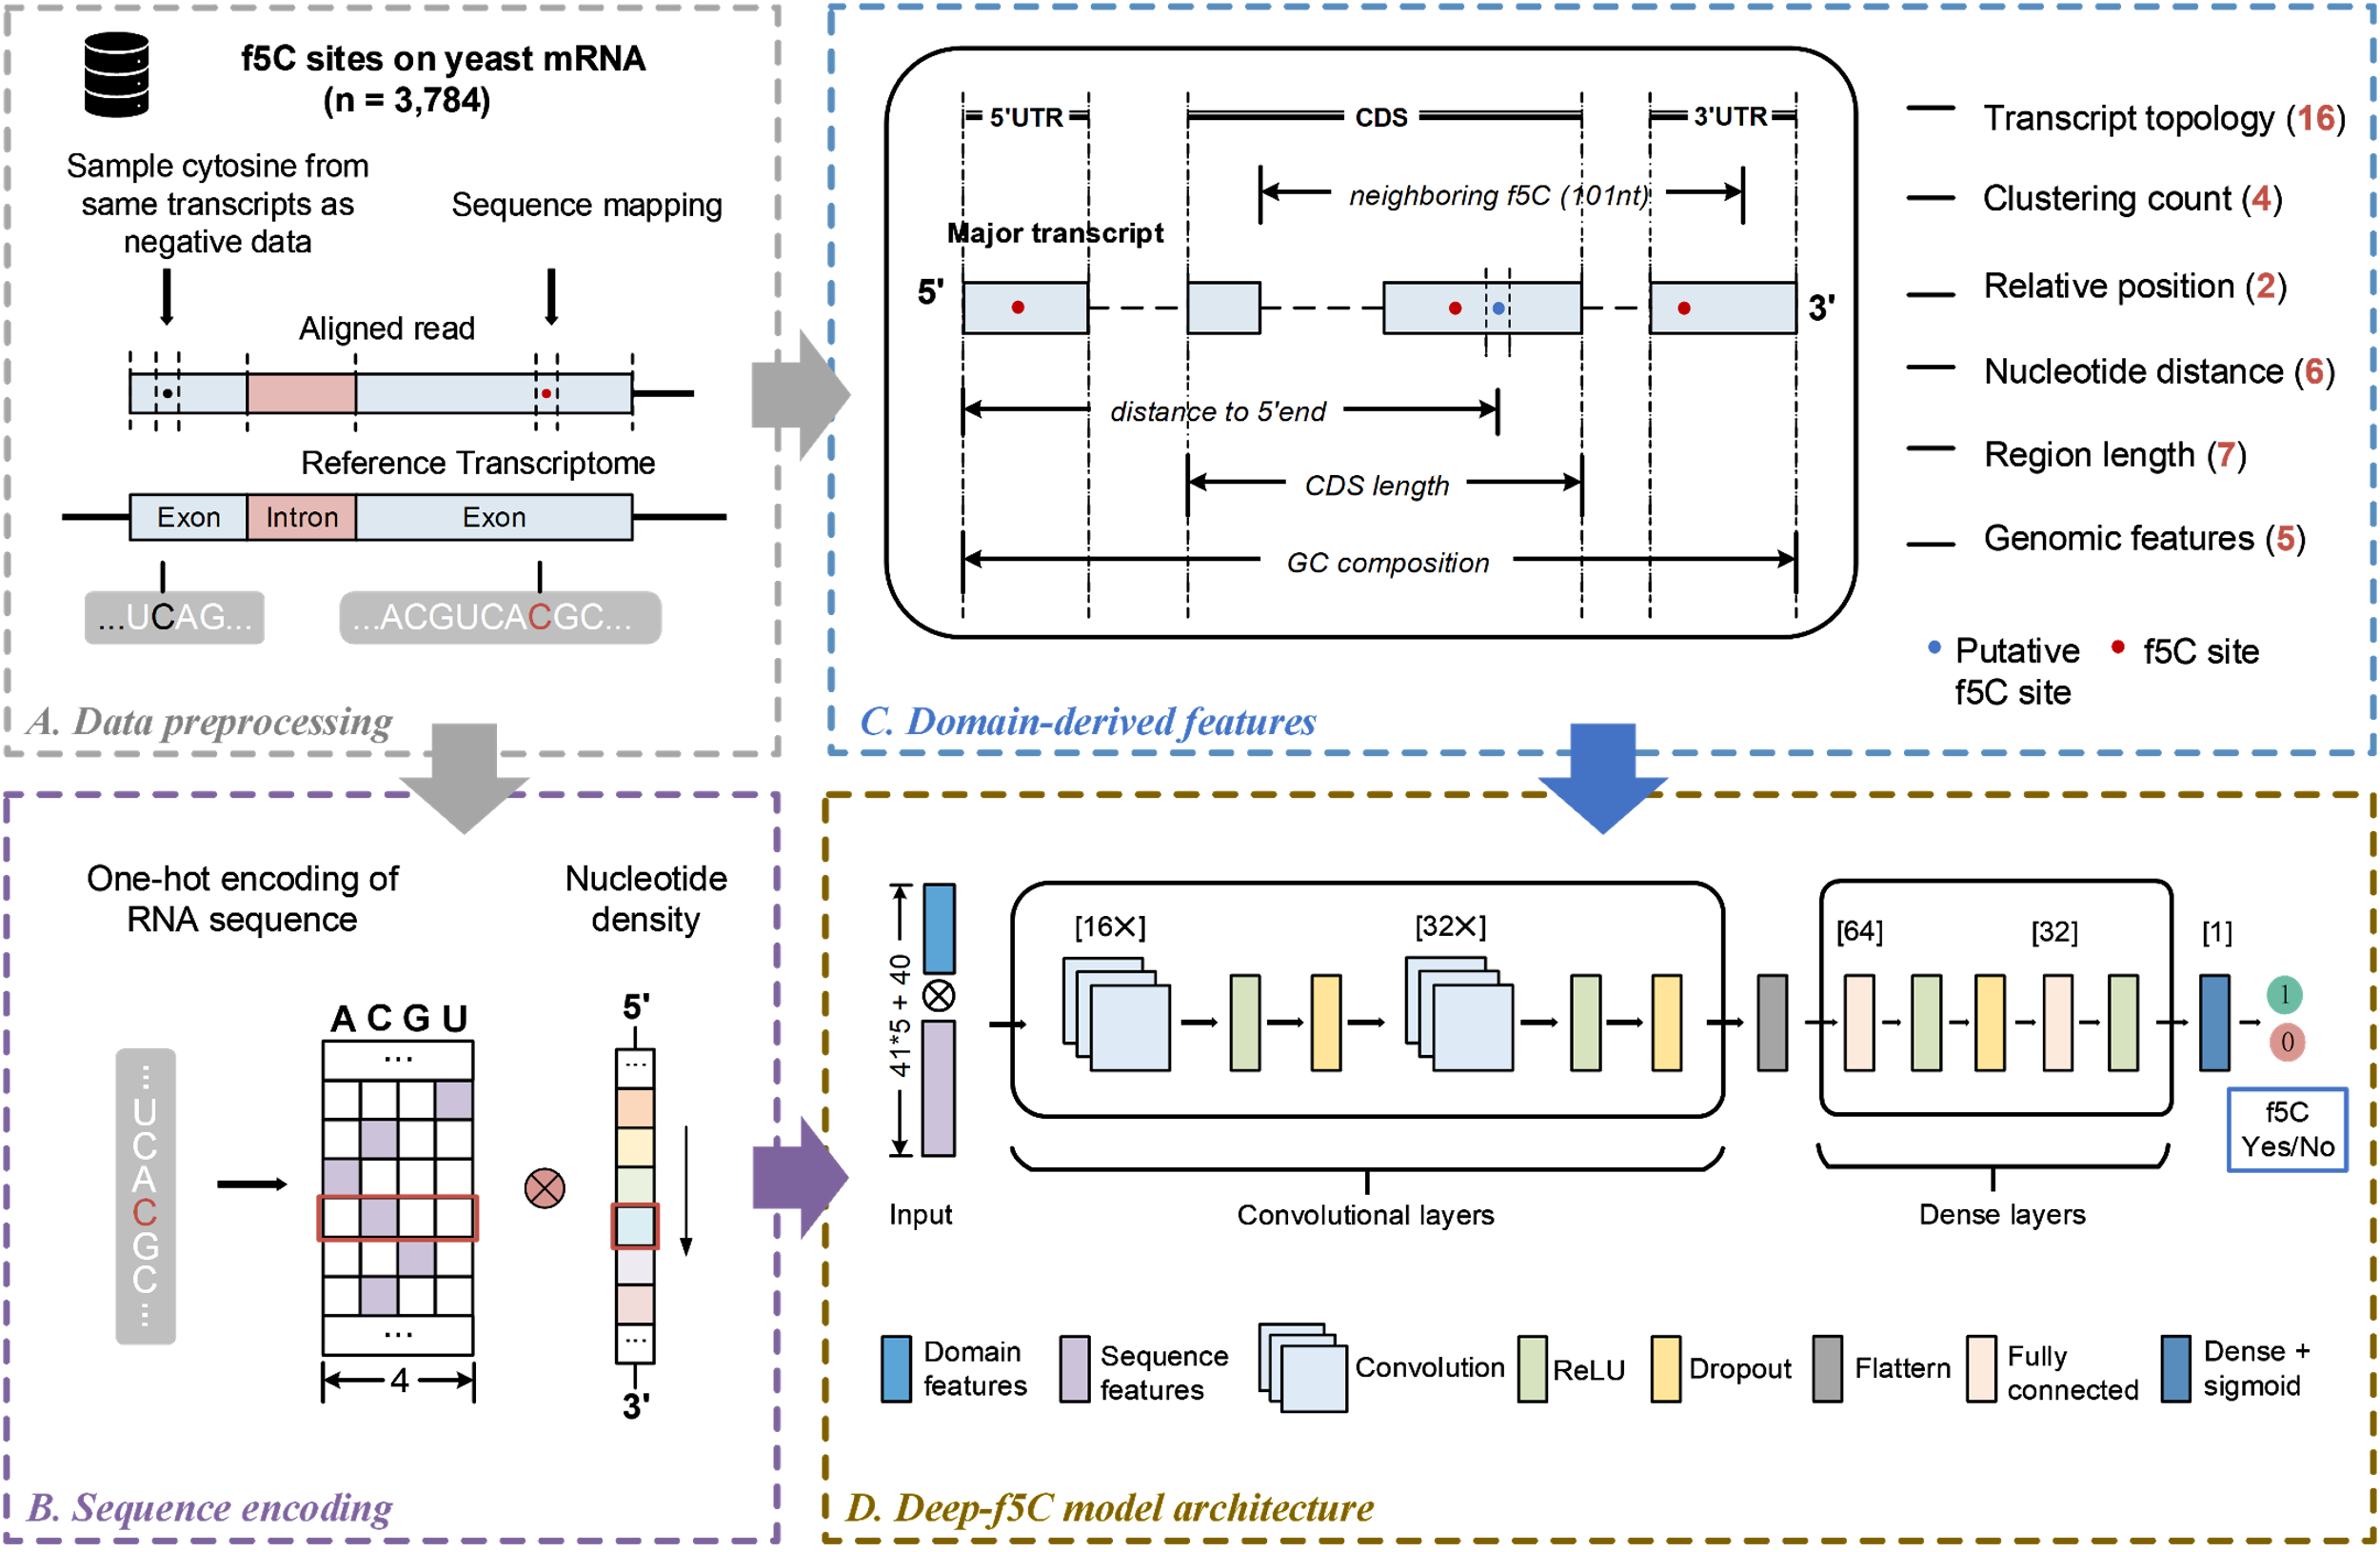 f5C sites on yeast mRNA
(n = 3,784)
Sample cytosine from
same transcripts as
negative data
Sequence mapping
Aligned read
Reference Transcriptome
Exon
Intron
Exon
...UCAG...
...ACGUCACGC...
A. Data preprocessing
5'UTR
CDS
3'UTR
neighboring f5C (101nt)
Major transcript
5'
3'
distance to 5'end
CDS length
GC composition
Transcript topology (16)
Clustering count (4)
Relative position (2)
Nucleotide distance (6)
Region length (7)
Genomic features (5)
Putative
f5C site
f5C site
C. Domain-derived features
One-hot encoding of
RNA sequence
Nucleotide
density
...
U
C
A
C
G
C
...
A C G U
...
...
4
5'
...
...
3'
B. Sequence encoding
41*5 + 40
Input
[16X]
[32X]
Convolutional layers
[64]
[32]
Dense layers
[1]
1
0
f5C
Yes/No
Domain
features
Sequence
features
Convolution
ReLU
Dropout
Flattern
Fully
connected
Dense +
sigmoid
D. Deep-f5C model architecture